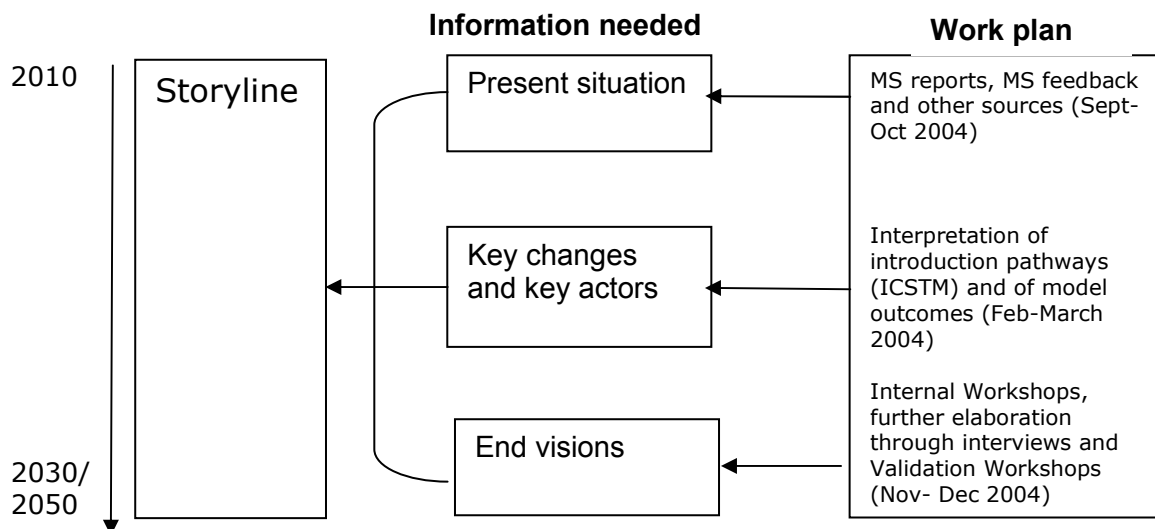 Information needed
Work plan
2010
Storyline
Present situation
MS reports, MS feedback
and other sources (Sept-
Oct 2004)
Key changes
and key actors
Interpretation of
introduction pathways
(ICSTM) and of model
outcomes (Feb-March
2004)
End visions
Internal Workshops,
further elaboration
through interviews and
Validation Workshops
(Nov- Dec 2004)
2030/
2050